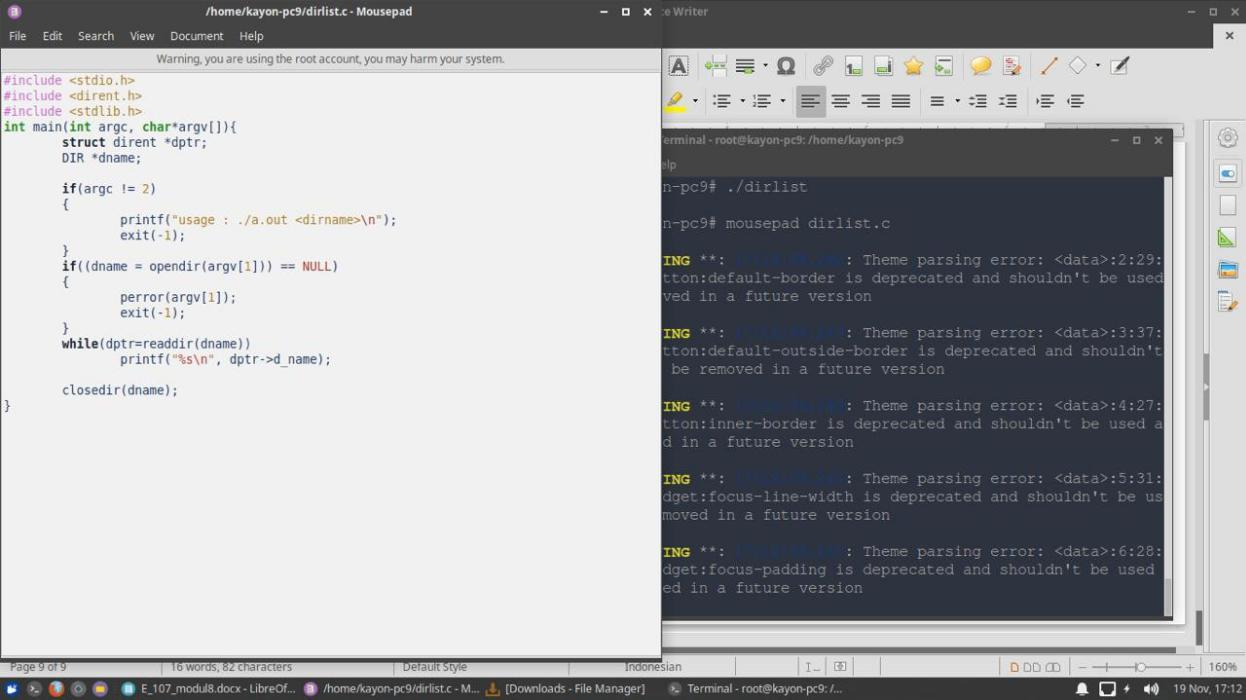 /home/kayon-pc9/dirlist.c - Mousepad
File Edit Search View Document Help
Warning, you are using the root account, you may harm your system.
#include <stdio.h>
#include <dirent.h>
#include <stdlib.h>
int main(int argc, char*argv[]){
struct dirent *dptr;
DIR *dname;
if(argc != 2)
{
printf("usage : ./a.out <dirname>\n");
exit(-1);
}
if((dname = opendir(argv[1])) == NULL)
{
perror(argv[1]);
exit(-1);
}
while(dptr=readdir(dname))
printf("%s\n", dptr->d_name);
closedir(dname);
}
ce Writer
erminal - root@kayon-pc9: /home/kayon-pc9
elp
n-pc9# ./dirlist
n-pc9# mousepad dirlist.c
ING **: : Theme parsing error: <data>:2:29:
tton:default-border is deprecated and shouldn't be used
ved in a future version
ING **: : Theme parsing error: <data>:3:37:
tton:default-outside-border is deprecated and shouldn't
be removed in a future version
ING **: : Theme parsing error: <data>:4:27:
tton:inner-border is deprecated and shouldn't be used a
d in a future version
ING **: : Theme parsing error: <data>:5:31:
dget:focus-line-width is deprecated and shouldn't be us
moved in a future version
ING **: : Theme parsing error: <data>:6:28:
dget:focus-padding is deprecated and shouldn't be used
ed in a future version
Page 9 of 9 16 words, 82 characters Default Style Indonesian 160%
E_107_modul8.docx - LibreOf... /home/kayon-pc9/dirlist.c - M... [Downloads - File Manager] Terminal - root@kayon-pc9: /... 19 Nov, 17:12